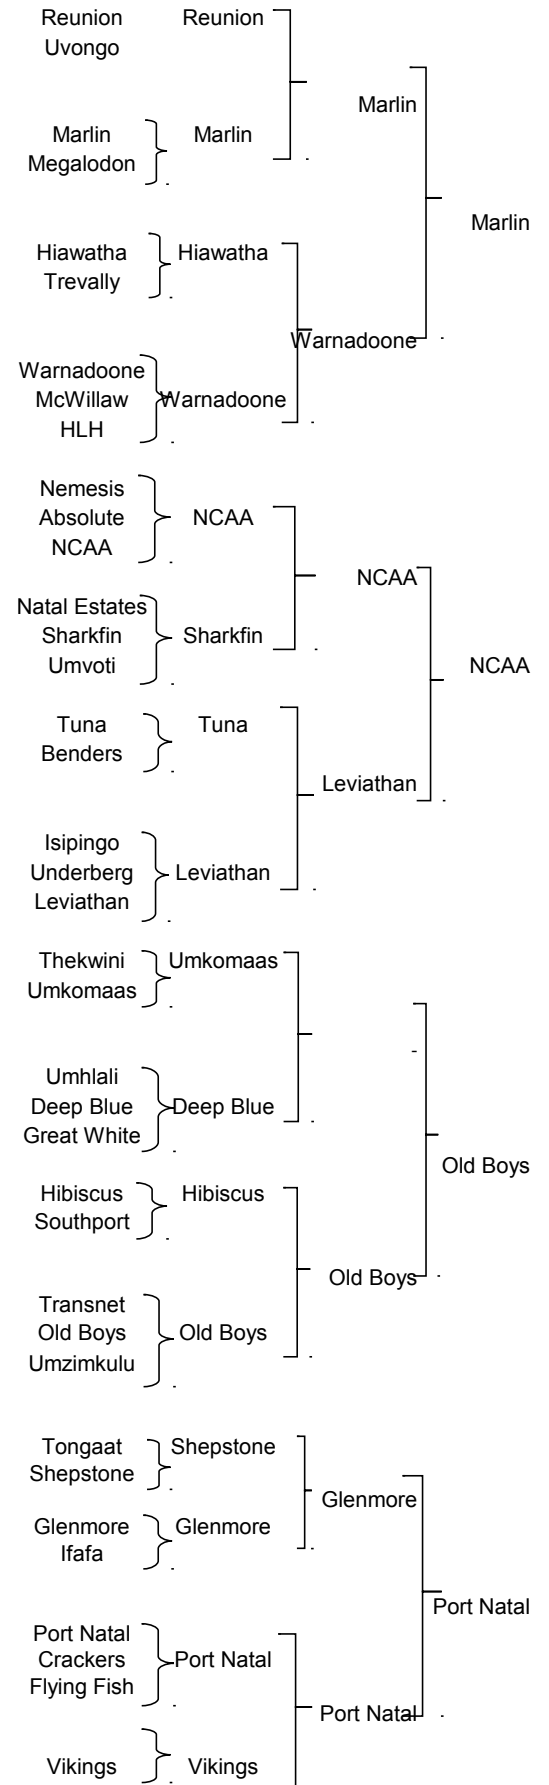 Reunion Reunion
Uvongo
Marlin
Marlin Marlin
Megalodon
Marlin
Hiawatha Hiawatha
Trevally
Warnadoone
Warnadoone
McWillaw Warnadoone
HLH
Nemesis
Absolute NCAA
NCAA
NCAA
Natal Estates
Sharkfin Sharkfin
Umvoti
NCAA
Tuna Tuna
Benders
Leviathan
Isipingo
Underberg Leviathan
Leviathan
Thekwini Umkomaas
Umkomaas
Umhlali
Deep Blue Deep Blue
Great White
Old Boys
Hibiscus Hibiscus
Southport
Old Boys
Transnet
Old Boys Old Boys
Umzimkulu
Tongaat Shepstone
Shepstone
Glenmore
Glenmore Glenmore
Ifafa
Port Natal
Port Natal
Crackers Port Natal
Flying Fish
Port Natal
Vikings Vikings